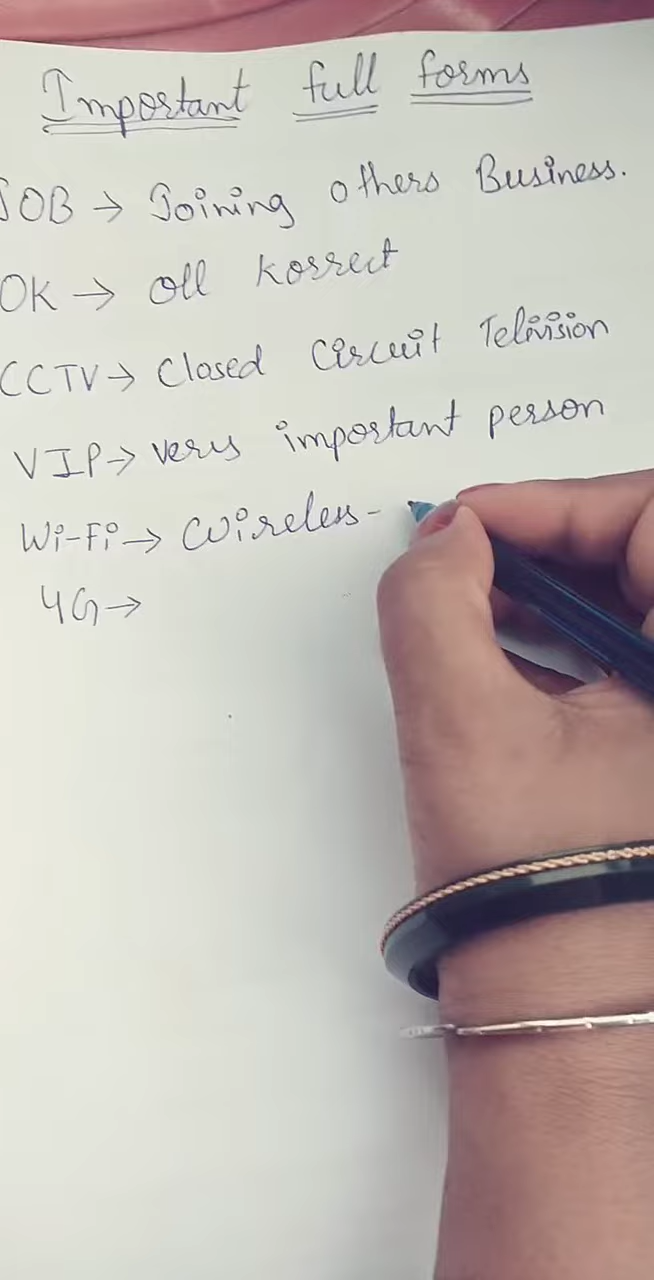 Important full forms
JOB → Joining others Business.
OK → Oll Korrect
CCTV → Closed Circuit Telivision
VIP → very important person
Wi-Fi → Wireless -
4G →